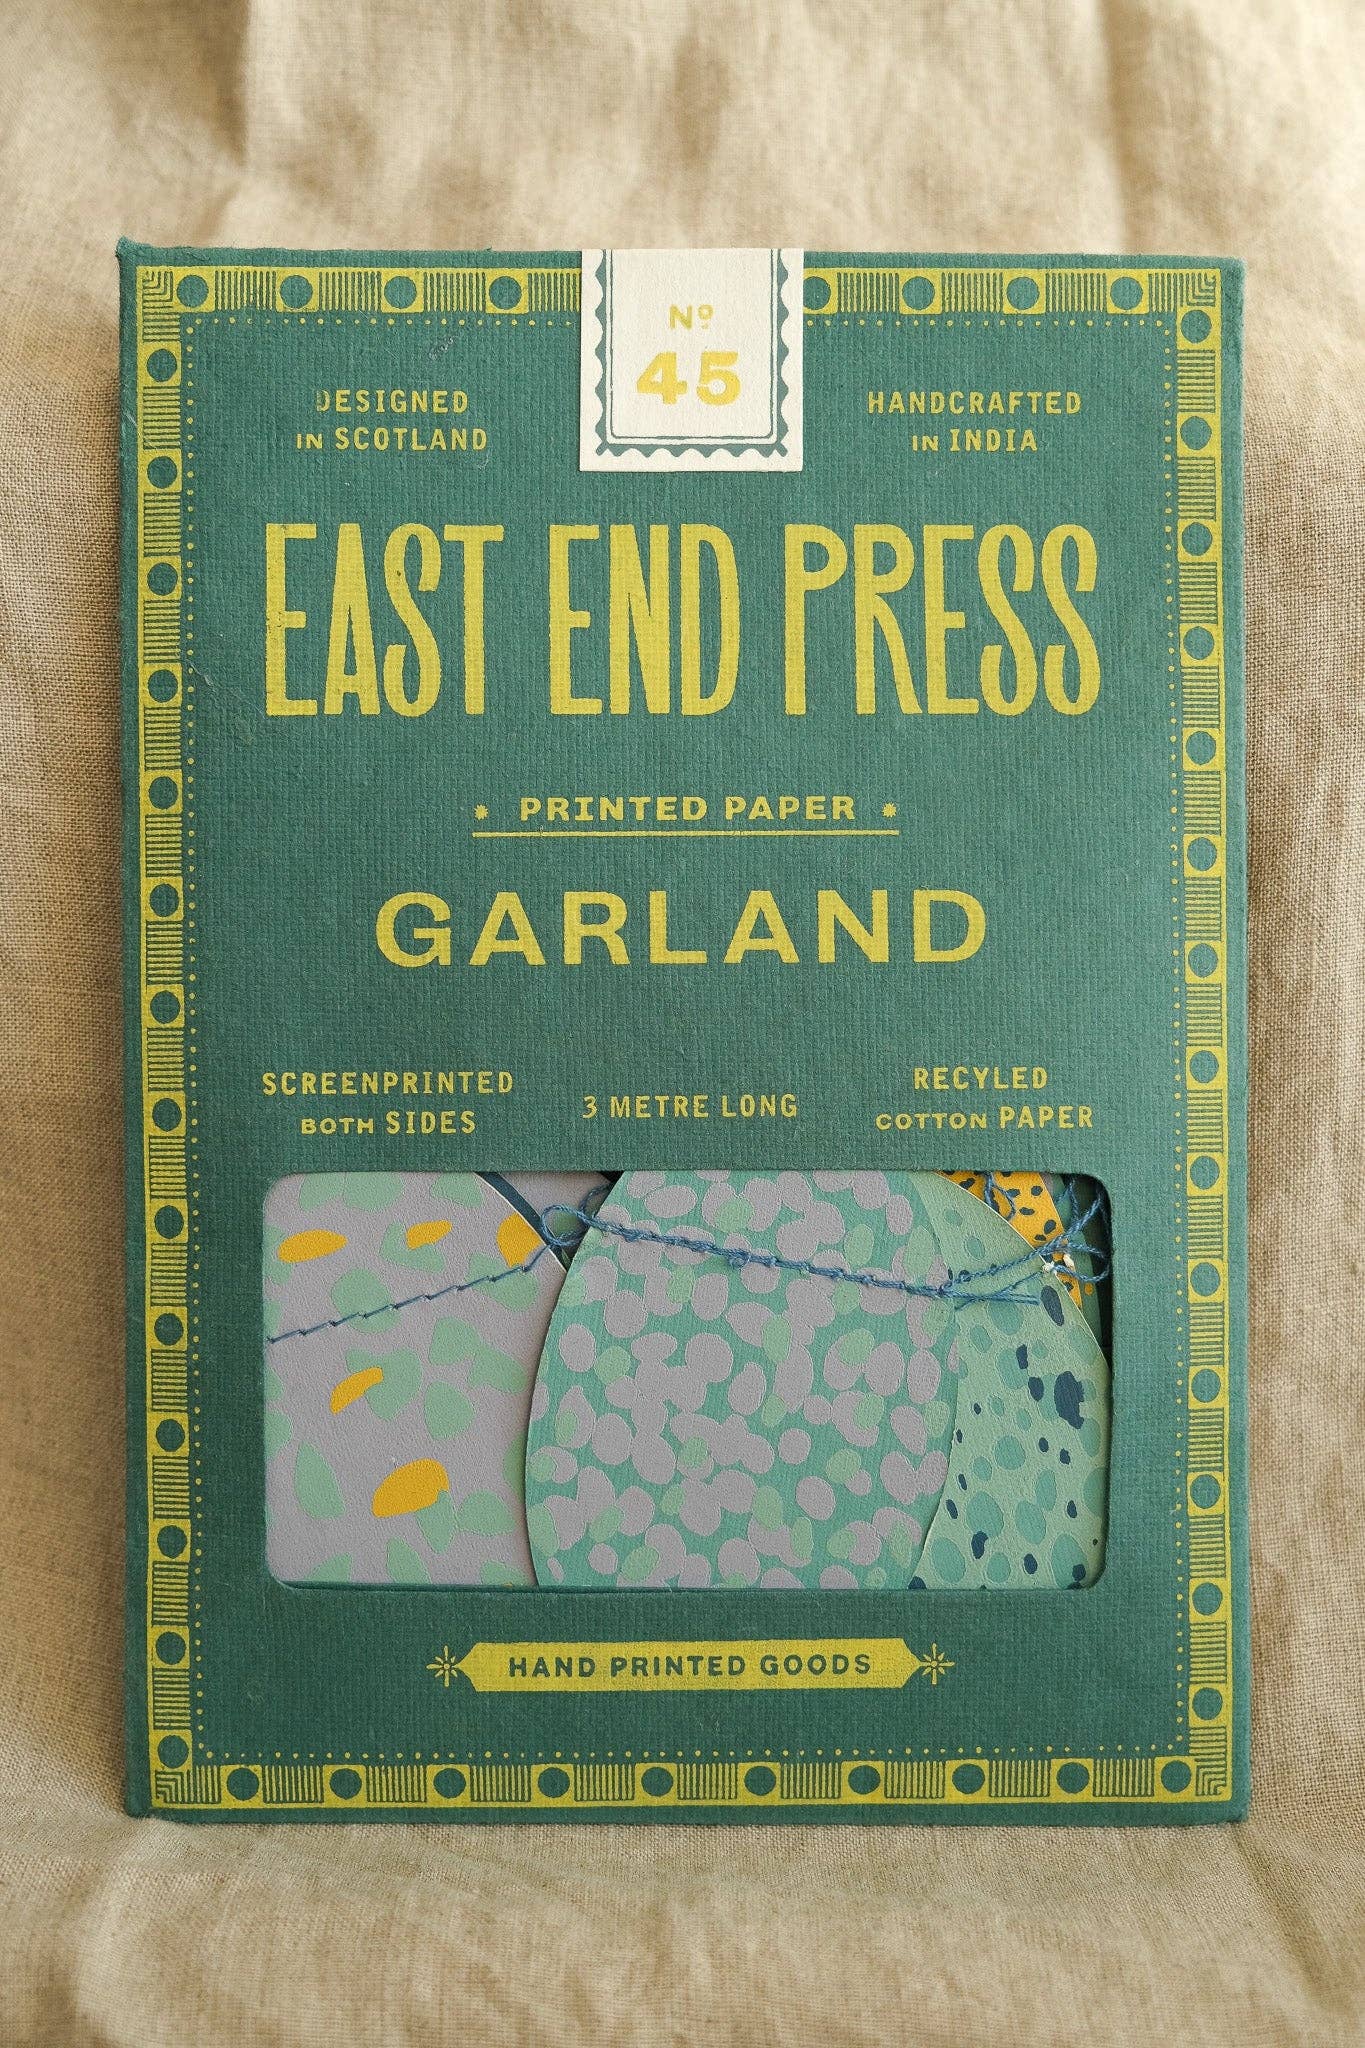 Nº
45
DESIGNED
IN SCOTLAND
HANDCRAFTED
IN INDIA
EAST END PRESS
PRINTED PAPER
GARLAND
SCREENPRINTED
BOTH SIDES
3 METRE LONG
RECYLED
COTTON PAPER
HAND PRINTED GOODS